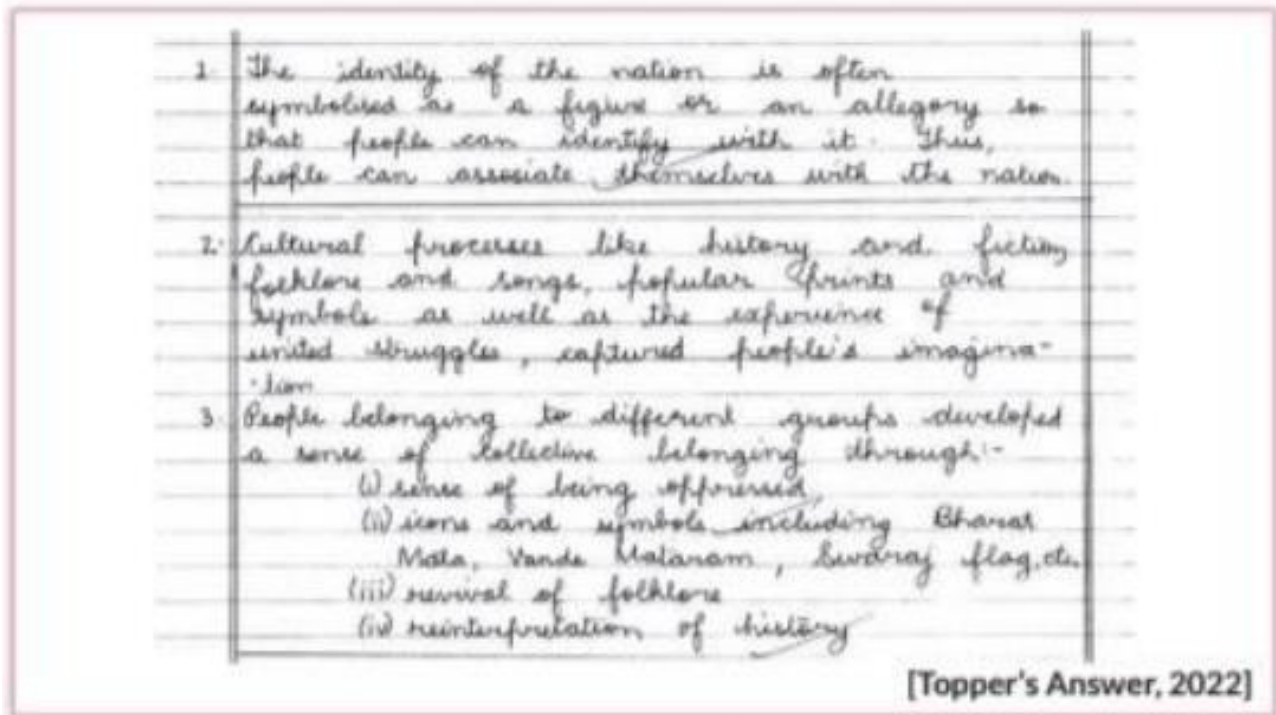 1. The identity of the nation is often
symbolised as a figure or an allegory so
that people can identify with it. Thus,
people can associate themselves with the nation.
2. Cultural processes like history and fiction,
folklore and songs, popular prints and
symbols as well as the experience of
united struggles, captured people's imagina-
-tion
3. People belonging to different groups developed
a sense of collective belonging through:-
(i) sense of being oppressed,
(ii) icons and symbols including Bharat
Mata, Vande Mataram, Swaraj flag, etc.
(iii) revival of folklore
(iv) reinterpretation of history
[Topper's Answer, 2022]